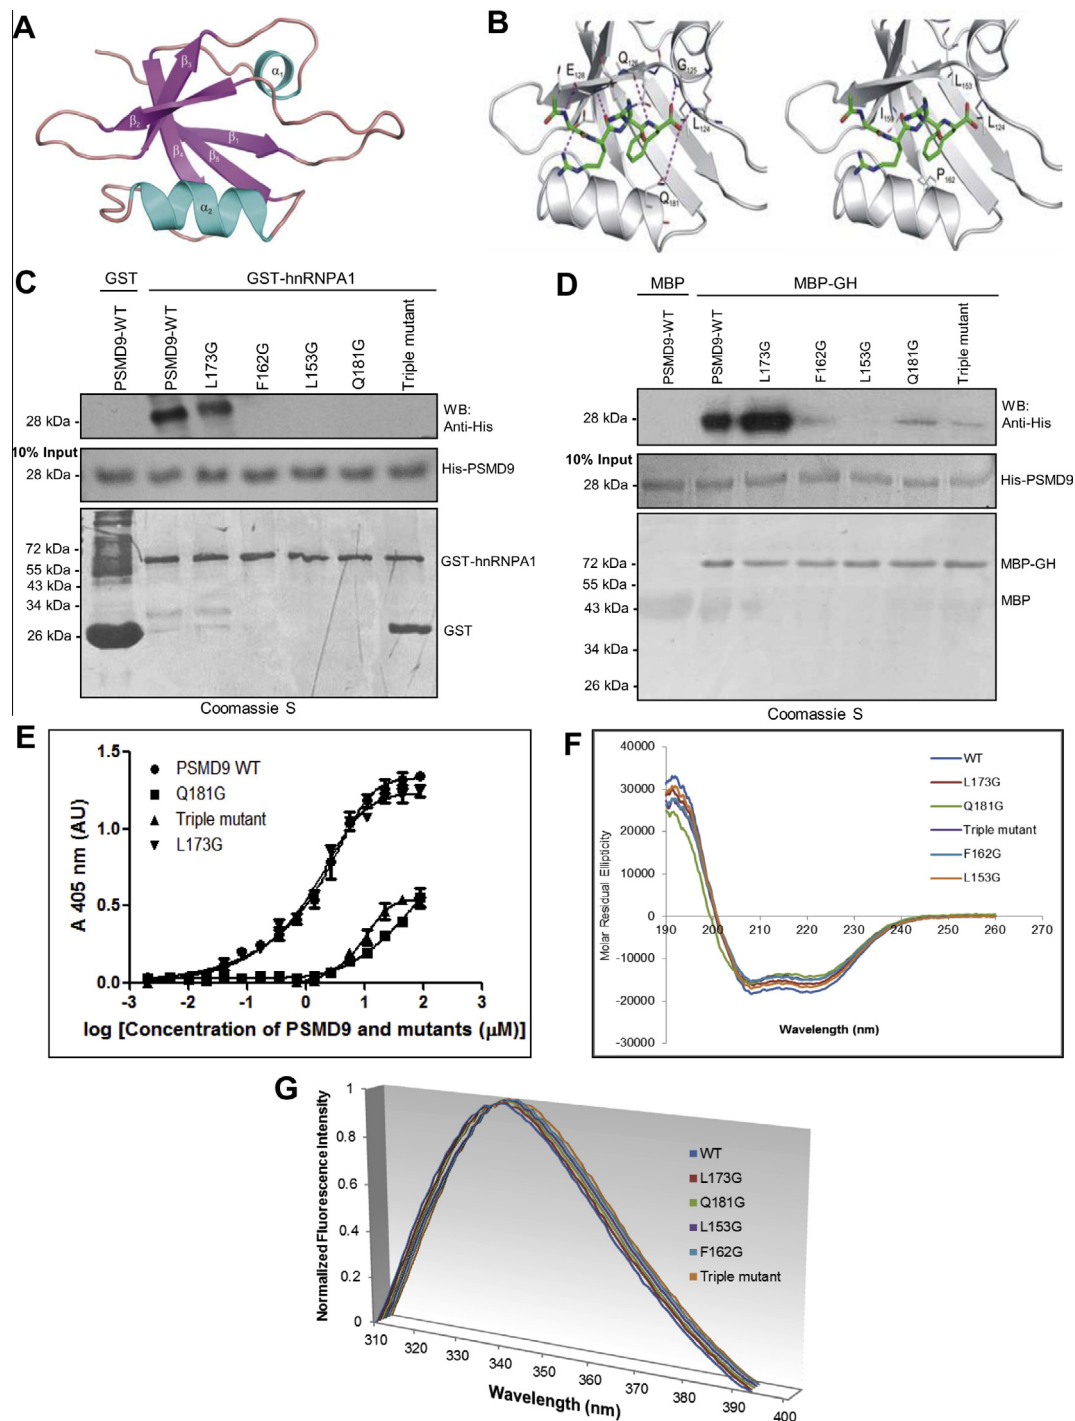 A
β3
α1
β2
β1
β4
β5
α2
B
E128
Q126
G125
L124
Q181
L153
I159
L124
P162
C
GST
GST-hnRNPA1
PSMD9-WT
PSMD9-WT
L173G
F162G
L153G
Q181G
Triple mutant
28 kDa
WB:
Anti-His
10% Input
28 kDa
His-PSMD9
72 kDa
55 kDa
43 kDa
34 kDa
26 kDa
GST-hnRNPA1
GST
Coomassie S
D
MBP
MBP-GH
PSMD9-WT
PSMD9-WT
L173G
F162G
L153G
Q181G
Triple mutant
28 kDa
WB:
Anti-His
10% Input
28 kDa
His-PSMD9
72 kDa
55 kDa
43 kDa
34 kDa
26 kDa
MBP-GH
MBP
Coomassie S
E
1.5
1.0
0.5
0.0
A 405 nm (AU)
PSMD9 WT
Q181G
Triple mutant
L173G
-3 -2 -1 0 1 2 3
log [Concentration of PSMD9 and mutants (μM)]
F
40000
30000
20000
10000
0
-10000
-20000
-30000
Molar Residual Ellipticity
WT
L173G
Q181G
Triple mutant
F162G
L153G
190 200 210 220 230 240 250 260 270
Wavelength (nm)
G
1
0.8
0.6
0.4
0.2
0
Normalized Fluorescence Intensity
WT
L173G
Q181G
L153G
F162G
Triple mutant
310 320 330 340 350 360 370 380 390 400
Wavelength (nm)